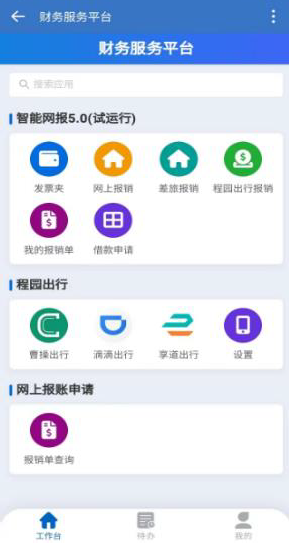 财务服务平台
财务服务平台
搜索应用
智能网报5.0(试运行)
发票夹 网上报销 差旅报销 程园出行报销
我的报销单 借款申请
程园出行
曹操出行 滴滴出行 享道出行 设置
网上报账申请
报销单查询
工作台 待办 我的